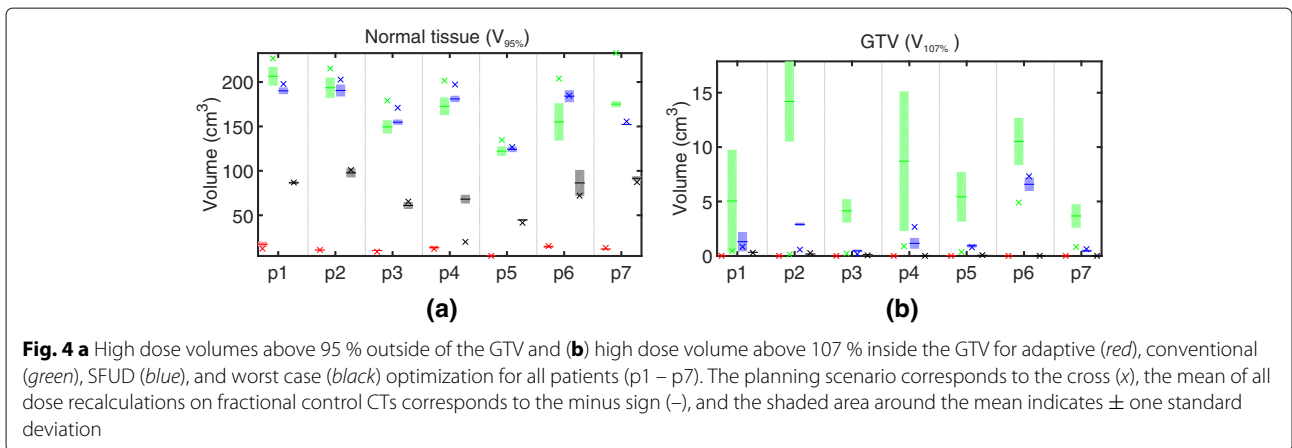 Normal tissue (V95%)
GTV (V107% )
Volume (cm3)
200
150
100
50
p1 p2 p3 p4 p5 p6 p7
Volume (cm3)
15
10
5
0
p1 p2 p3 p4 p5 p6 p7
(a)
(b)
Fig. 4 a High dose volumes above 95 % outside of the GTV and (b) high dose volume above 107 % inside the GTV for adaptive (red), conventional
(green), SFUD (blue), and worst case (black) optimization for all patients (p1 – p7). The planning scenario corresponds to the cross (x), the mean of all
dose recalculations on fractional control CTs corresponds to the minus sign (–), and the shaded area around the mean indicates ± one standard
deviation